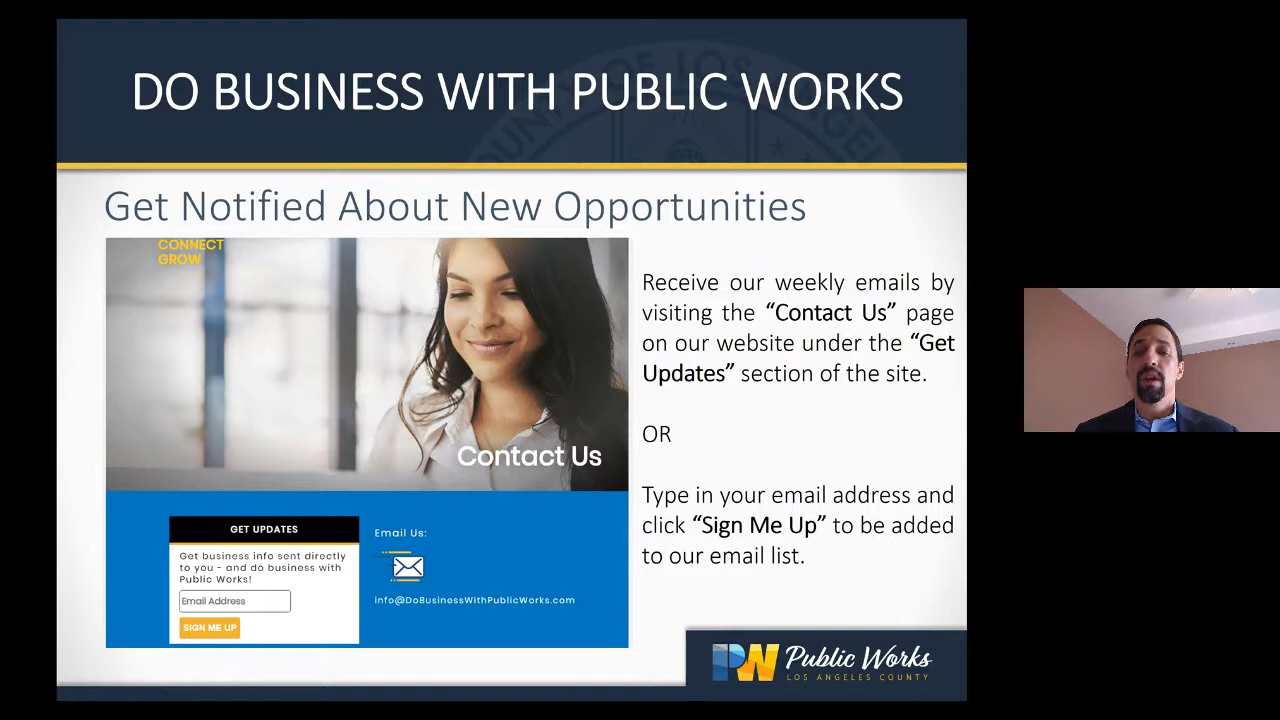 DO BUSINESS WITH PUBLIC WORKS
Get Notified About New Opportunities
CONNECT
GROW
Contact Us
GET UPDATES
Get business info sent directly
to you - and do business with
Public Works!
Email Address
SIGN ME UP
Email Us:
info@DoBusinessWithPublicWorks.com
Receive our weekly emails by
visiting the “Contact Us” page
on our website under the “Get
Updates” section of the site.
OR
Type in your email address and
click “Sign Me Up” to be added
to our email list.
PW Public Works
LOS ANGELES COUNTY